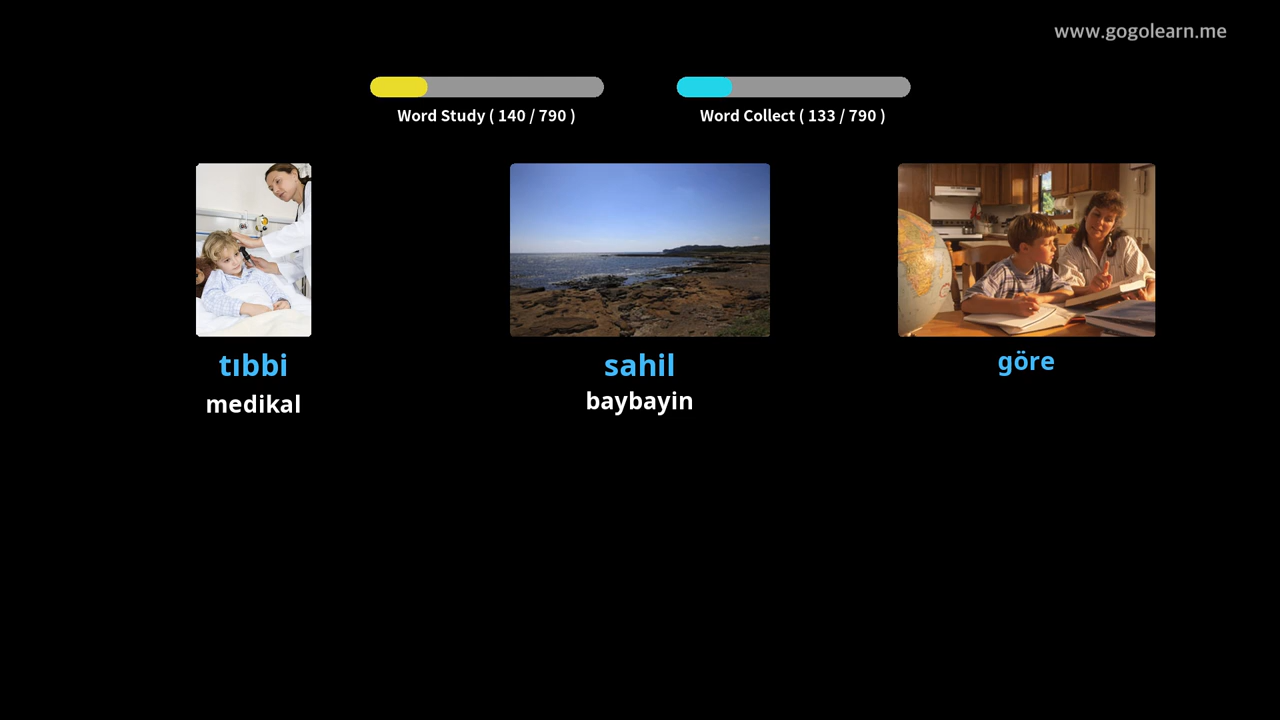 www.gogolearn.me
Word Study ( 140 / 790 )
Word Collect ( 133 / 790 )
tıbbi
medikal
sahil
baybayin
göre